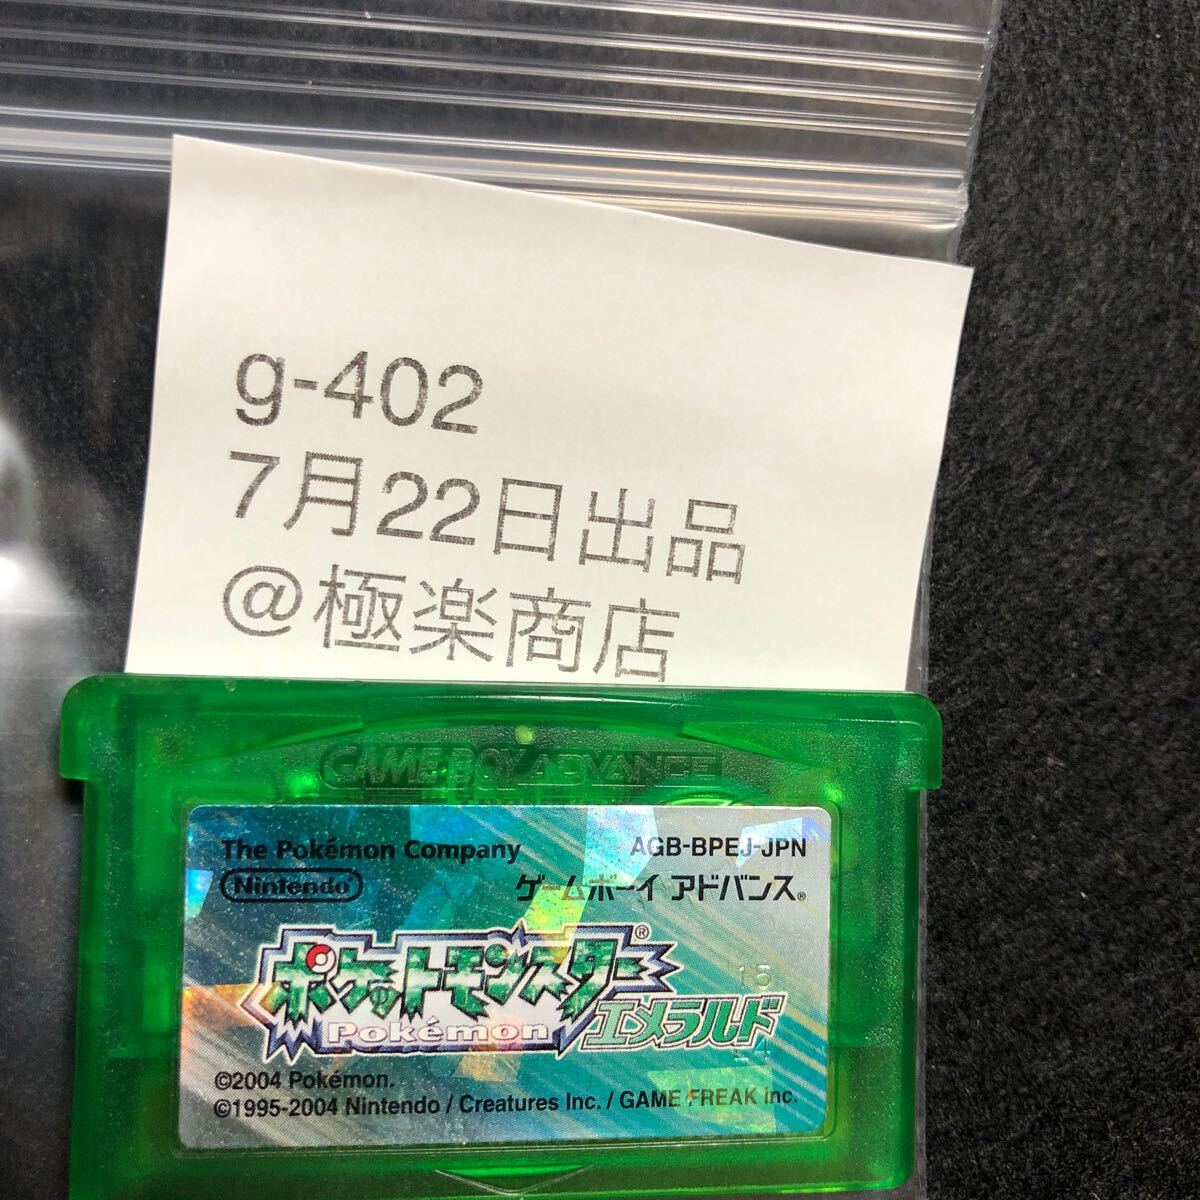 g-402
7月22日出品
@極楽商店
GAME BOY ADVANCE
The Pokémon Company
AGB-BPEJ-JPN
Nintendo
ゲームボーイ アドバンス®
ポケットモンスター®
Pokémon
エメラルド
15
24
©2004 Pokémon.
©1995-2004 Nintendo / Creatures Inc. / GAME FREAK inc.